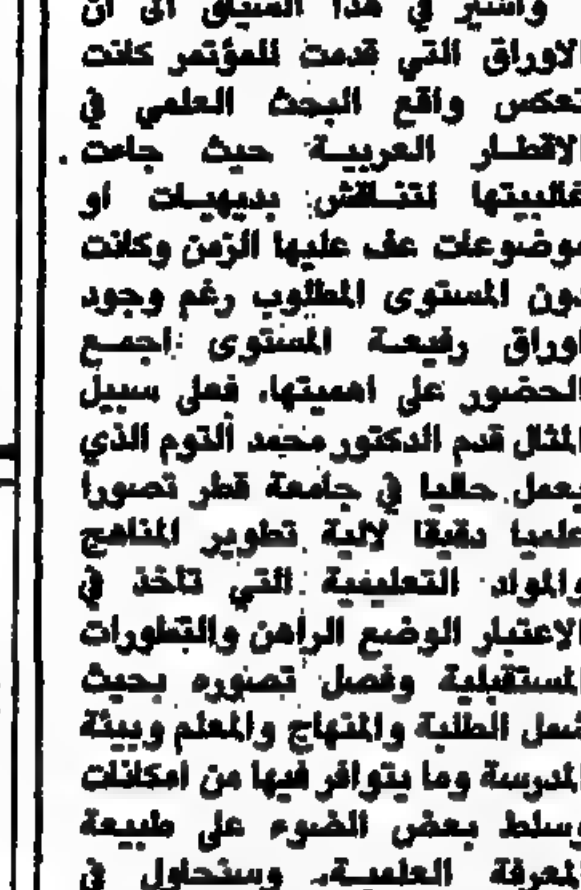 واشير في هذا السياق الى ان
الاوراق التي قدمت للمؤتمر كانت
تعكس واقع البحث العلمي في
الاقطار العربية حيث جاءت
غالبيتها لتناقش بديهيات او
موضوعات عف عليها الزمن وكانت
دون المستوى المطلوب رغم وجود
اوراق رفيعة المستوى اجمع
الحضور على اهميتها. فعلى سبيل
المثال قدم الدكتور محمد التوم الذي
يعمل حاليا في جامعة قطر تصورا
علميا دقيقا لالية تطوير المناهج
والمواد التعليمية التي تاخذ في
الاعتبار الوضع الراهن والتطورات
المستقبلية وفصل تصوره بحيث
شمل الطلبة والمنهاج والمعلم وبيئة
المدرسة وما يتوافر فيها من امكانات
وسلط بعض الضوء على طبيعة
المعرفة العلمية. وسنحاول في